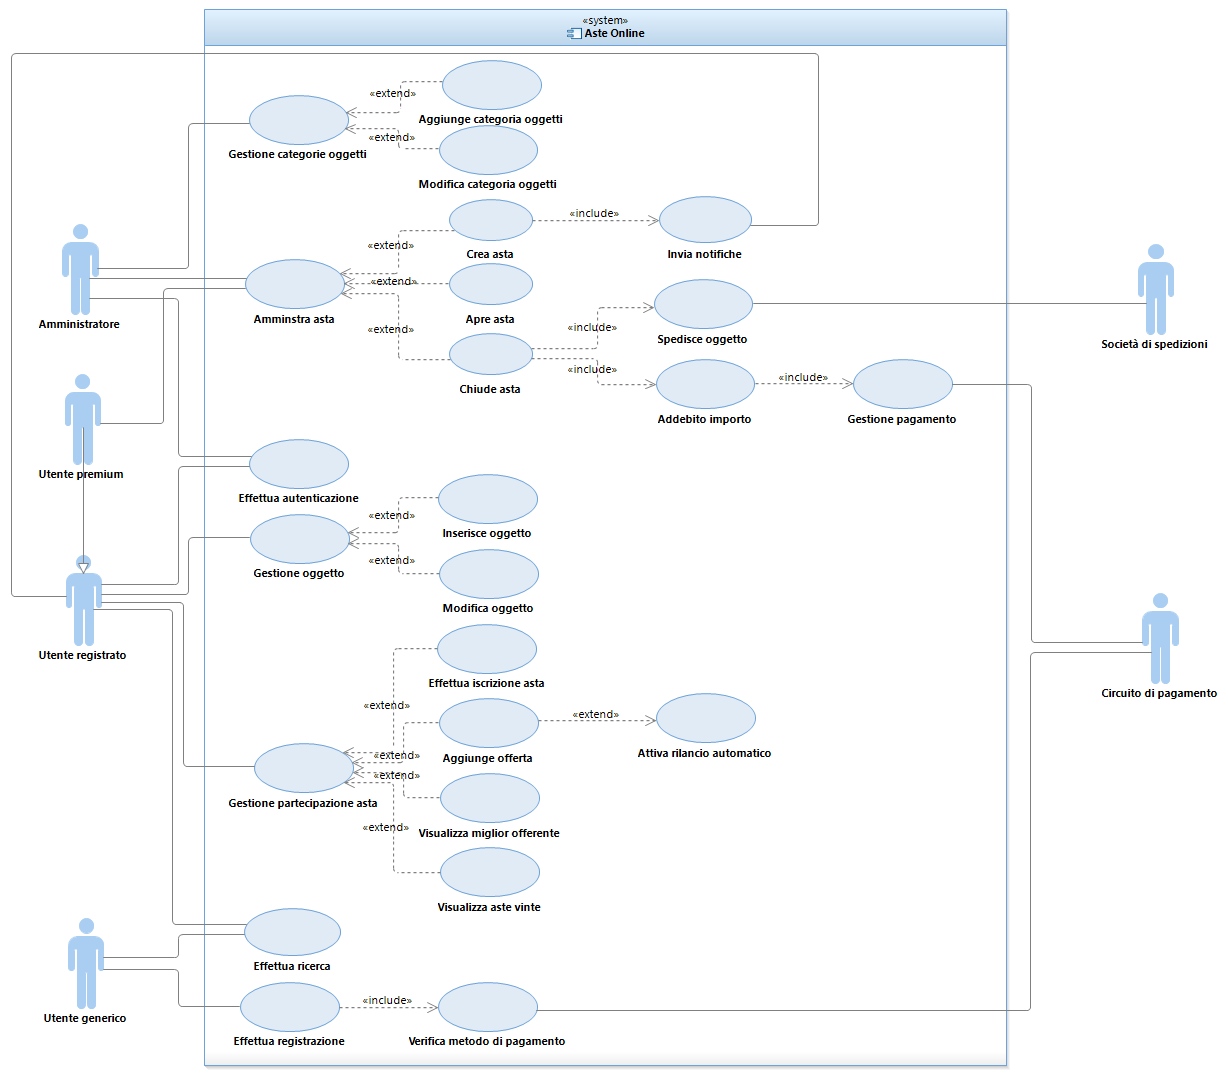 «system»
Aste Online
«extend»
Aggiunge categoria oggetti
«extend»
Gestione categorie oggetti
Modifica categoria oggetti
«include»
«extend»
Crea asta
Invia notifiche
«extend»
Amminstra asta
Apre asta
Amministratore
«include»
«extend»
Spedisce oggetto
Società di spedizioni
«include»
«include»
Chiude asta
Addebito importo
Gestione pagamento
Utente premium
Effettua autenticazione
«extend»
Inserisce oggetto
«extend»
Gestione oggetto
Modifica oggetto
Utente registrato
Effettua iscrizione asta
Circuito di pagamento
«extend»
«extend»
«extend»
Aggiunge offerta
Attiva rilancio automatico
«extend»
Gestione partecipazione asta
«extend»
Visualizza miglior offerente
Visualizza aste vinte
Effettua ricerca
«include»
Utente generico
Effettua registrazione
Verifica metodo di pagamento